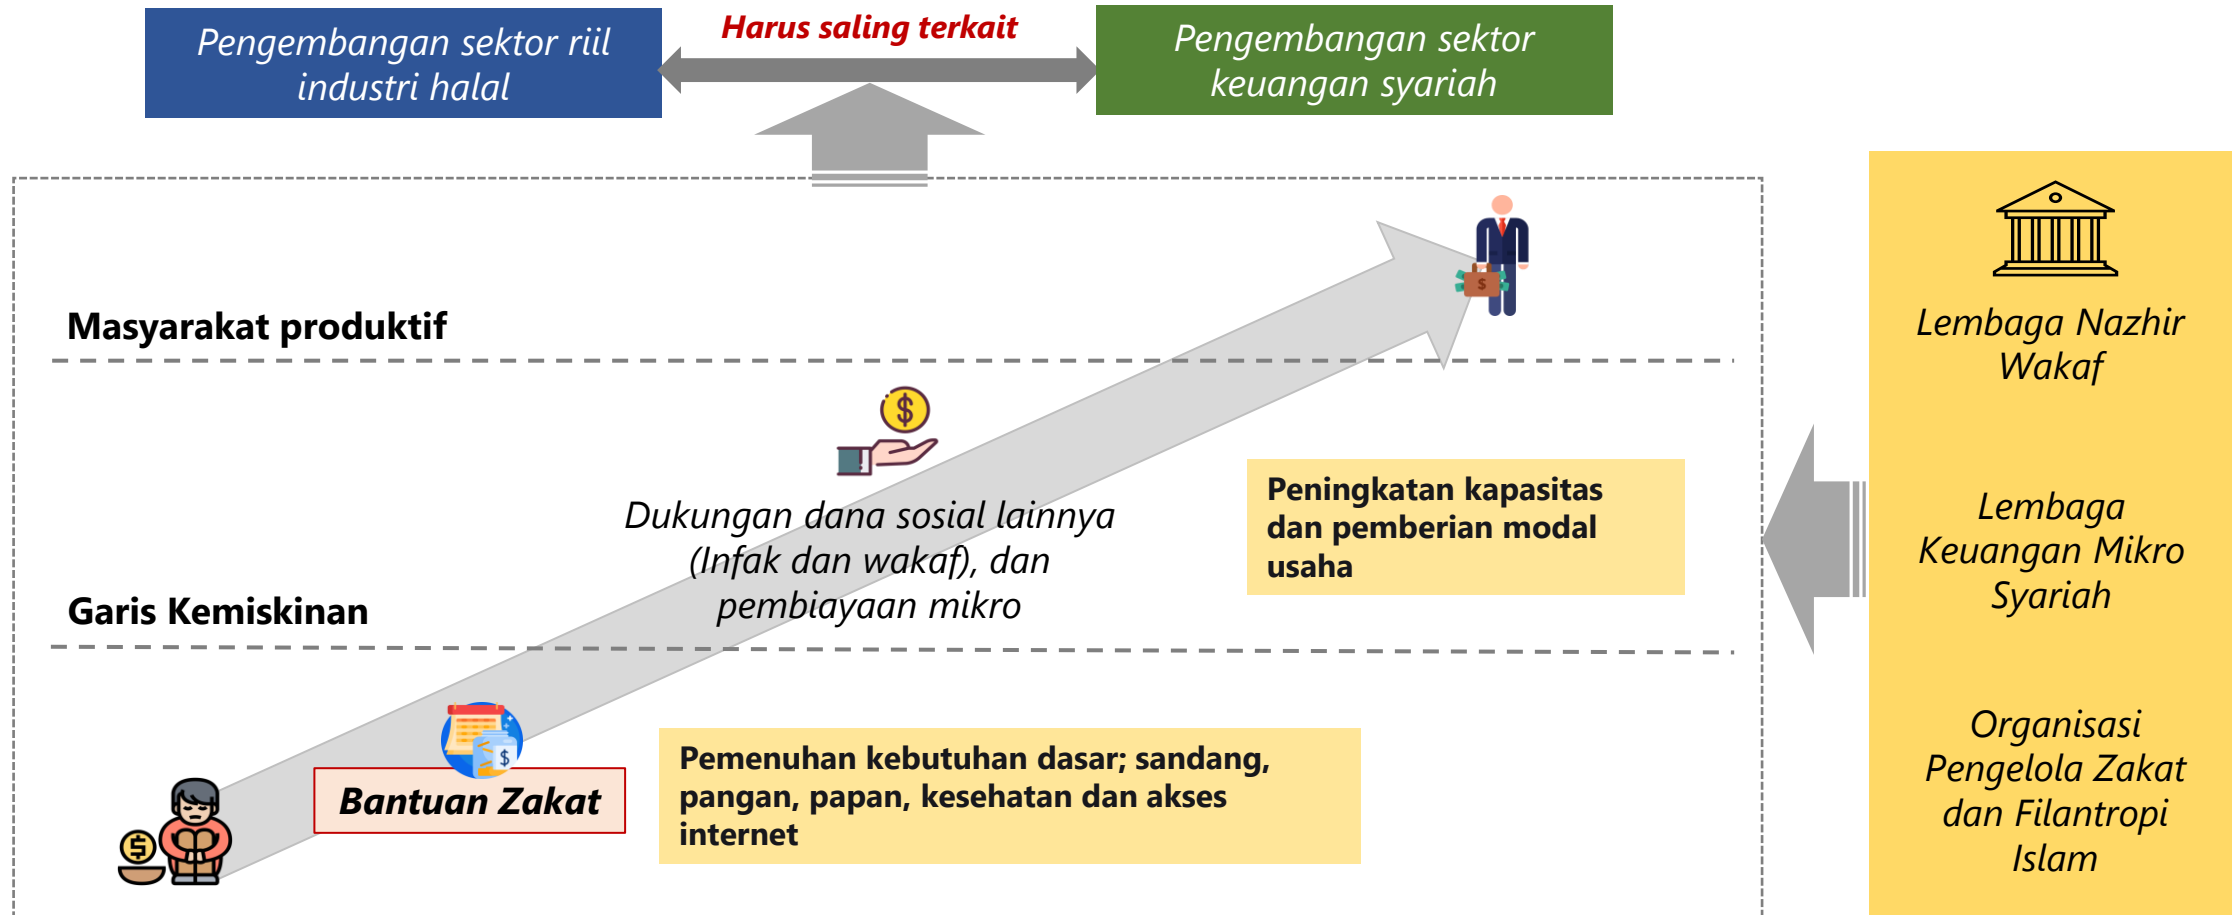 Pengembangan sektor riil
industri halal
Harus saling terkait
Pengembangan sektor
keuangan syariah
Masyarakat produktif
$
$
Dukungan dana sosial lainnya
(Infak dan wakaf), dan
pembiayaan mikro
Peningkatan kapasitas
dan pemberian modal
usaha
Garis Kemiskinan
$
Bantuan Zakat
$
Pemenuhan kebutuhan dasar; sandang,
pangan, papan, kesehatan dan akses
internet
Lembaga Nazhir
Wakaf
Lembaga
Keuangan Mikro
Syariah
Organisasi
Pengelola Zakat
dan Filantropi
Islam